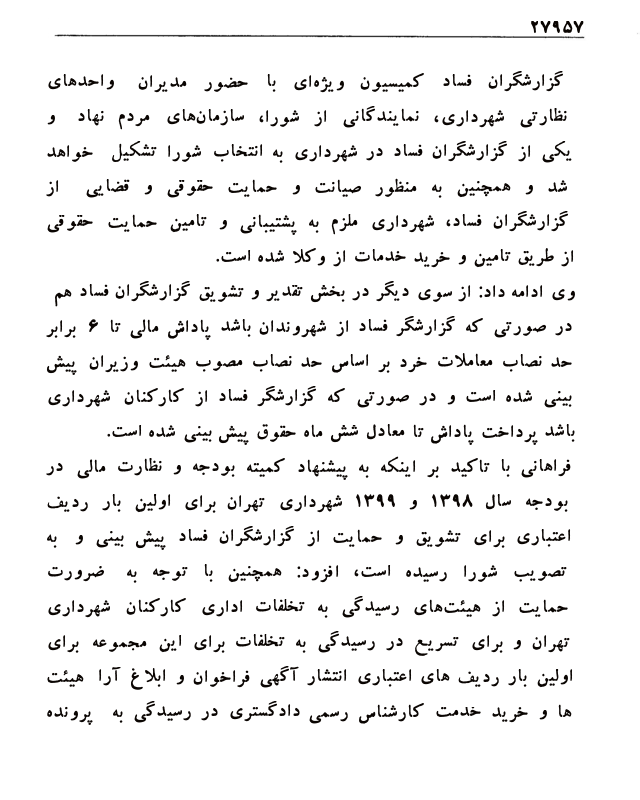 ۲۷۹۵۷
گزارشگران فساد کمیسیون ویژه‌ای با حضور مدیران واحدهای
نظارتی شهرداری، نمایندگانی از شورا، سازمان‌های مردم نهاد و
یکی از گزارشگران فساد در شهرداری به انتخاب شورا تشکیل خواهد
شد و همچنین به منظور صیانت و حمایت حقوقی و قضایی از
گزارشگران فساد، شهرداری ملزم به پشتیبانی و تامین حمایت حقوقی
از طریق تامین و خرید خدمات از وکلا شده است.
وی ادامه داد: از سوی دیگر در بخش تقدیر و تشویق گزارشگران فساد هم
در صورتی که گزارشگر فساد از شهروندان باشد پاداش مالی تا ۶ برابر
حد نصاب معاملات خرد بر اساس حد نصاب مصوب هیئت وزیران پیش
بینی شده است و در صورتی که گزارشگر فساد از کارکنان شهرداری
باشد پرداخت پاداش تا معادل شش ماه حقوق پیش بینی شده است.
فراهانی با تاکید بر اینکه به پیشنهاد کمیته بودجه و نظارت مالی در
بودجه سال ۱۳۹۸ و ۱۳۹۹ شهرداری تهران برای اولین بار ردیف
اعتباری برای تشویق و حمایت از گزارشگران فساد پیش بینی و به
تصویب شورا رسیده است، افزود: همچنین با توجه به ضرورت
حمایت از هیئت‌های رسیدگی به تخلفات اداری کارکنان شهرداری
تهران و برای تسریع در رسیدگی به تخلفات برای این مجموعه برای
اولین بار ردیف های اعتباری انتشار آگهی فراخوان و ابلاغ آرا هیئت
ها و خرید خدمت کارشناس رسمی دادگستری در رسیدگی به پرونده